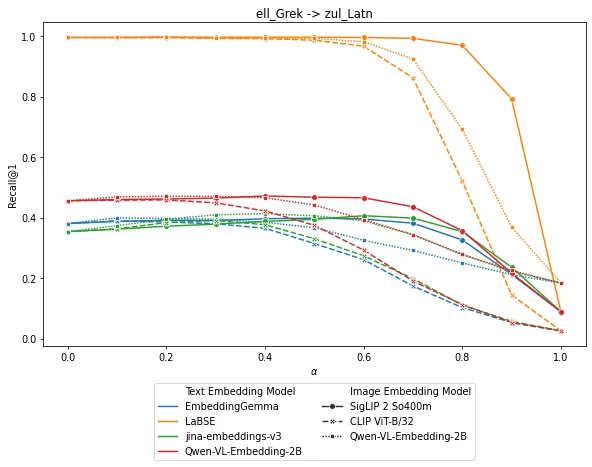 ell_Grek -> zul_Latn
1.0
0.8
0.6
0.4
0.2
0.0
Recall@1
0.0 0.2 0.4 0.6 0.8 1.0
α
Text Embedding Model Image Embedding Model
EmbeddingGemma SigLIP 2 So400m
LaBSE CLIP ViT-B/32
jina-embeddings-v3 Qwen-VL-Embedding-2B
Qwen-VL-Embedding-2B